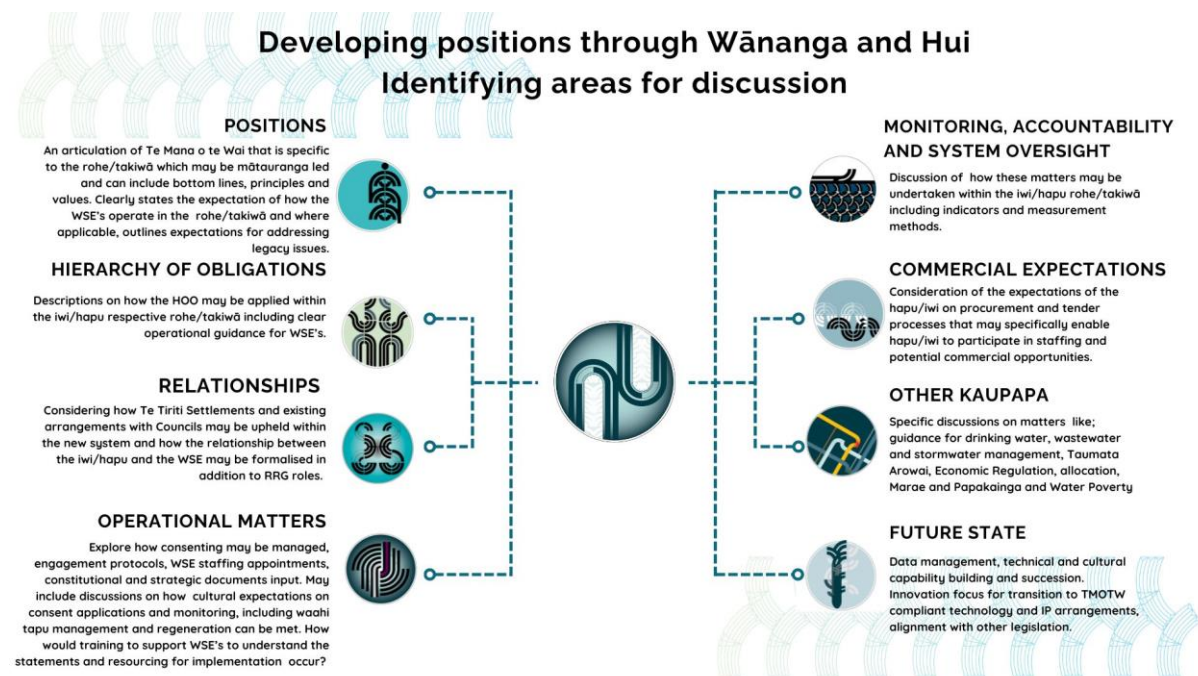 Developing positions through Wānanga and Hui
Identifying areas for discussion
POSITIONS
An articulation of Te Mana o te Wai that is specific
to the rohe/takiwā which may be mātauranga led
and can include bottom lines, principles and
values. Clearly states the expectation of how the
WSE's operate in the rohe/takiwā and where
applicable, outlines expectations for addressing
legacy issues.
HIERARCHY OF OBLIGATIONS
Descriptions on how the HOO may be applied within
the iwi/hapu respective rohe/takiwā including clear
operational guidance for WSE's.
RELATIONSHIPS
Considering how Te Tiriti Settlements and existing
arrangements with Councils may be upheld within
the new system and how the relationship between
the iwi/hapu and the WSE may be formalised in
addition to RRG roles.
OPERATIONAL MATTERS
Explore how consenting may be managed,
engagement protocols, WSE staffing appointments,
constitutional and strategic documents input. May
include discussions on how cultural expectations on
consent applications and monitoring, including waahi
tapu management and regeneration can be met. How
would training to support WSE's to understand the
statements and resourcing for implementation occur?
MONITORING, ACCOUNTABILITY
AND SYSTEM OVERSIGHT
Discussion of how these matters may be
undertaken within the iwi/hapu rohe/takiwā
including indicators and measurement
methods.
COMMERCIAL EXPECTATIONS
Consideration of the expectations of the
hapu/iwi on procurement and tender
processes that may specifically enable
hapu/iwi to participate in staffing and
potential commercial opportunities.
OTHER KAUPAPA
Specific discussions on matters like;
guidance for drinking water, wastewater
and stormwater management, Taumata
Arowai, Economic Regulation, allocation,
Marae and Papakainga and Water Poverty
FUTURE STATE
Data management, technical and cultural
capability building and succession.
Innovation focus for transition to TMOTW
compliant technology and IP arrangements,
alignment with other legislation.